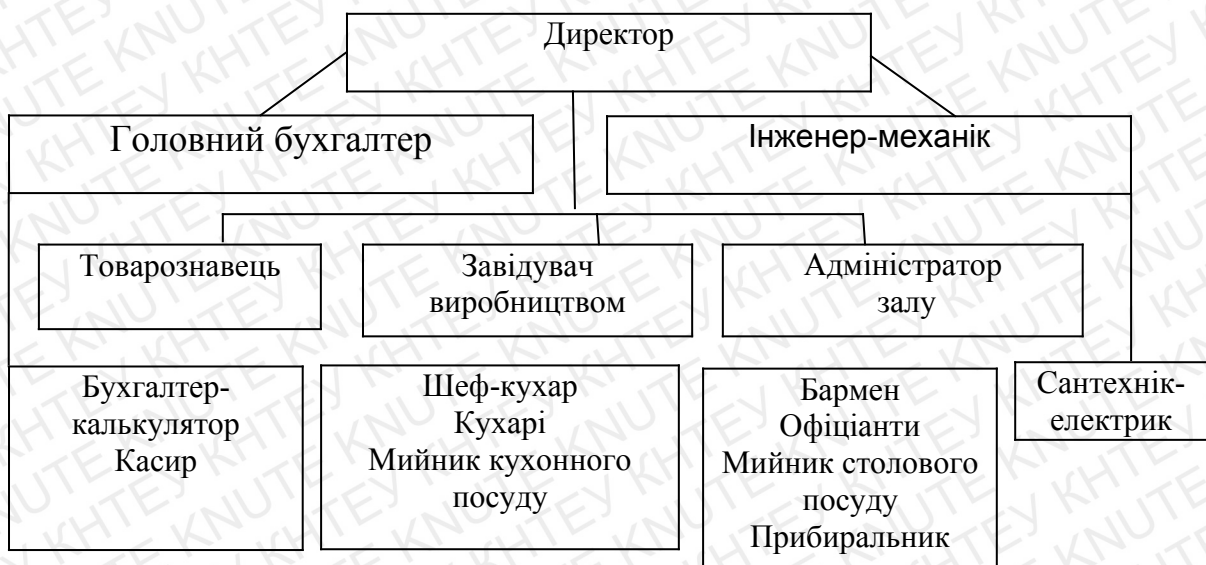 Директор
Головний бухгалтер
Інженер-механік
Товарознавець
Завідувач
виробництвом
Адміністратор
залу
Бухгалтер-
калькулятор
Касир
Шеф-кухар
Кухарі
Мийник кухонного
посуду
Бармен
Офіціанти
Мийник столового
посуду
Прибиральник
Сантехнік-
електрик